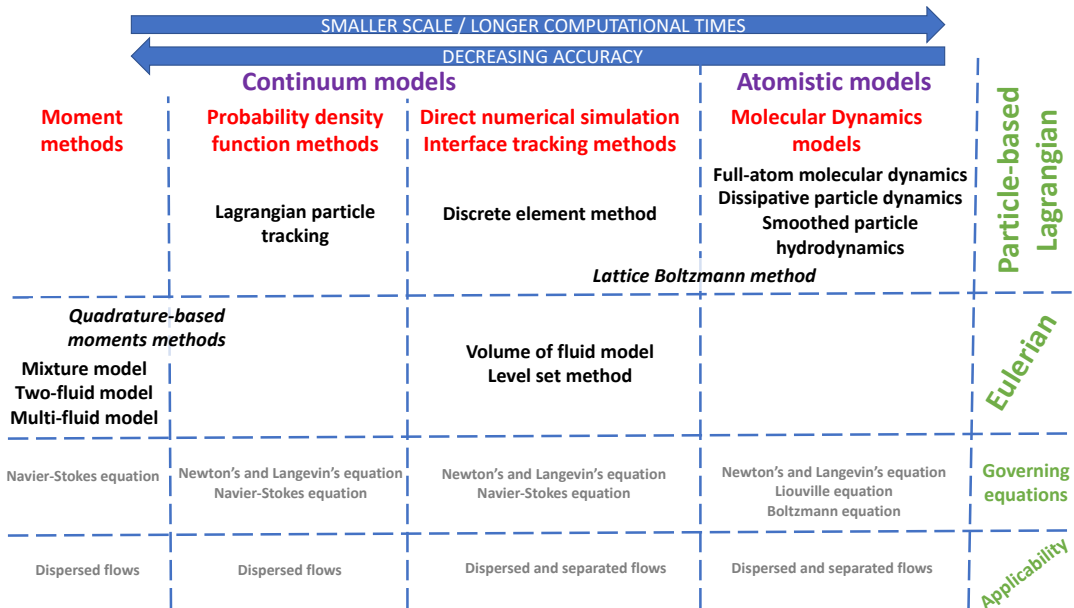 SMALLER SCALE / LONGER COMPUTATIONAL TIMES
DECREASING ACCURACY
Continuum models
Atomistic models
Moment
methods
Probability density
function methods
Direct numerical simulation
Interface tracking methods
Molecular Dynamics
models
Lagrangian particle
tracking
Discrete element method
Full-atom molecular dynamics
Dissipative particle dynamics
Smoothed particle
hydrodynamics
Lattice Boltzmann method
Particle-based
Lagrangian
Quadrature-based
moments methods
Mixture model
Two-fluid model
Multi-fluid model
Volume of fluid model
Level set method
Eulerian
Navier-Stokes equation
Newton's and Langevin's equation
Navier-Stokes equation
Newton's and Langevin's equation
Navier-Stokes equation
Newton's and Langevin's equation
Liouville equation
Boltzmann equation
Governing
equations
Dispersed flows
Dispersed flows
Dispersed and separated flows
Dispersed and separated flows
Applicability